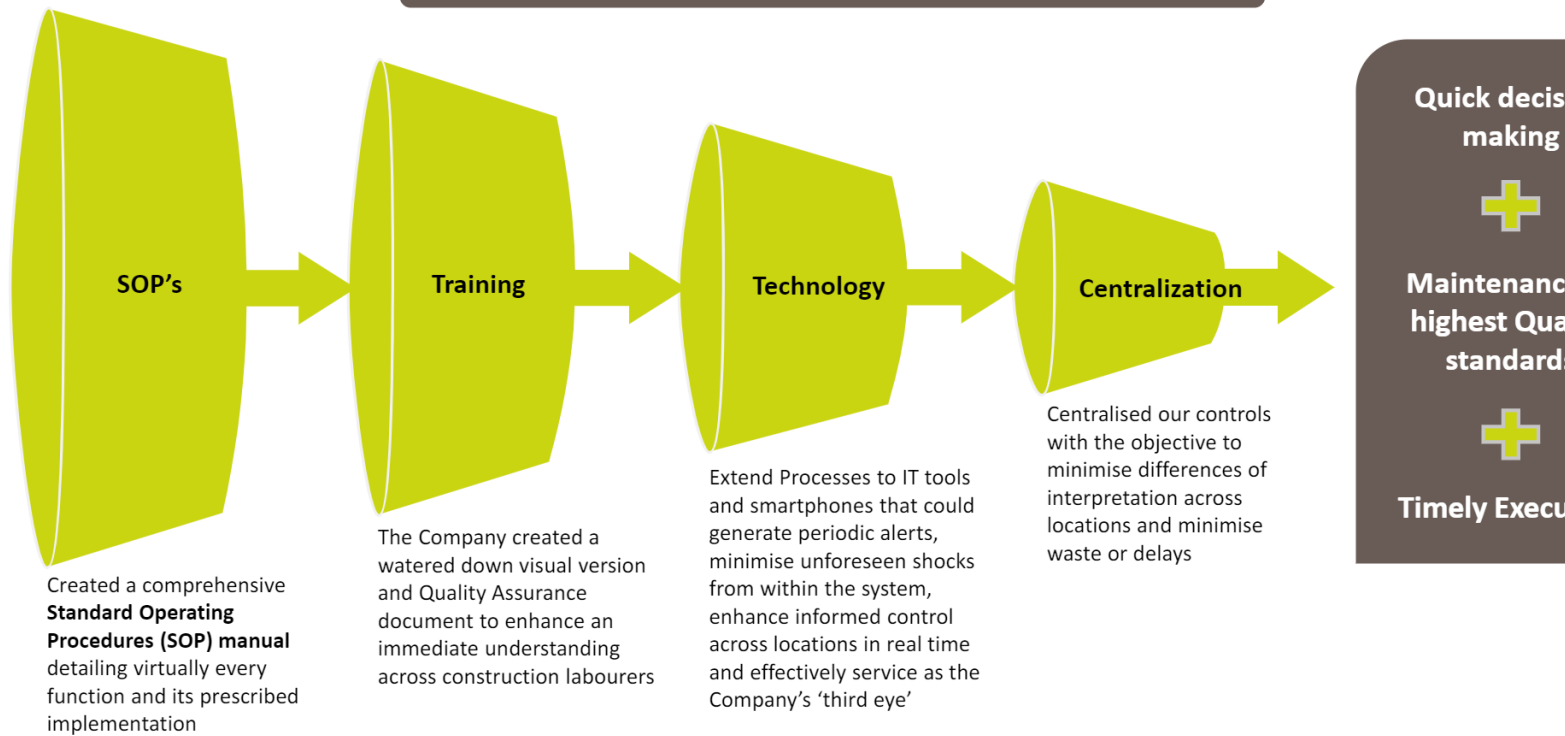 SOP’s
Created a comprehensive
Standard Operating
Procedures (SOP) manual
detailing virtually every
function and its prescribed
implementation
Training
The Company created a
watered down visual version
and Quality Assurance
document to enhance an
immediate understanding
across construction labourers
Technology
Extend Processes to IT tools
and smartphones that could
generate periodic alerts,
minimise unforeseen shocks
from within the system,
enhance informed control
across locations in real time
and effectively service as the
Company’s ‘third eye’
Centralization
Centralised our controls
with the objective to
minimise differences of
interpretation across
locations and minimise
waste or delays
Quick
making
highest
Timely